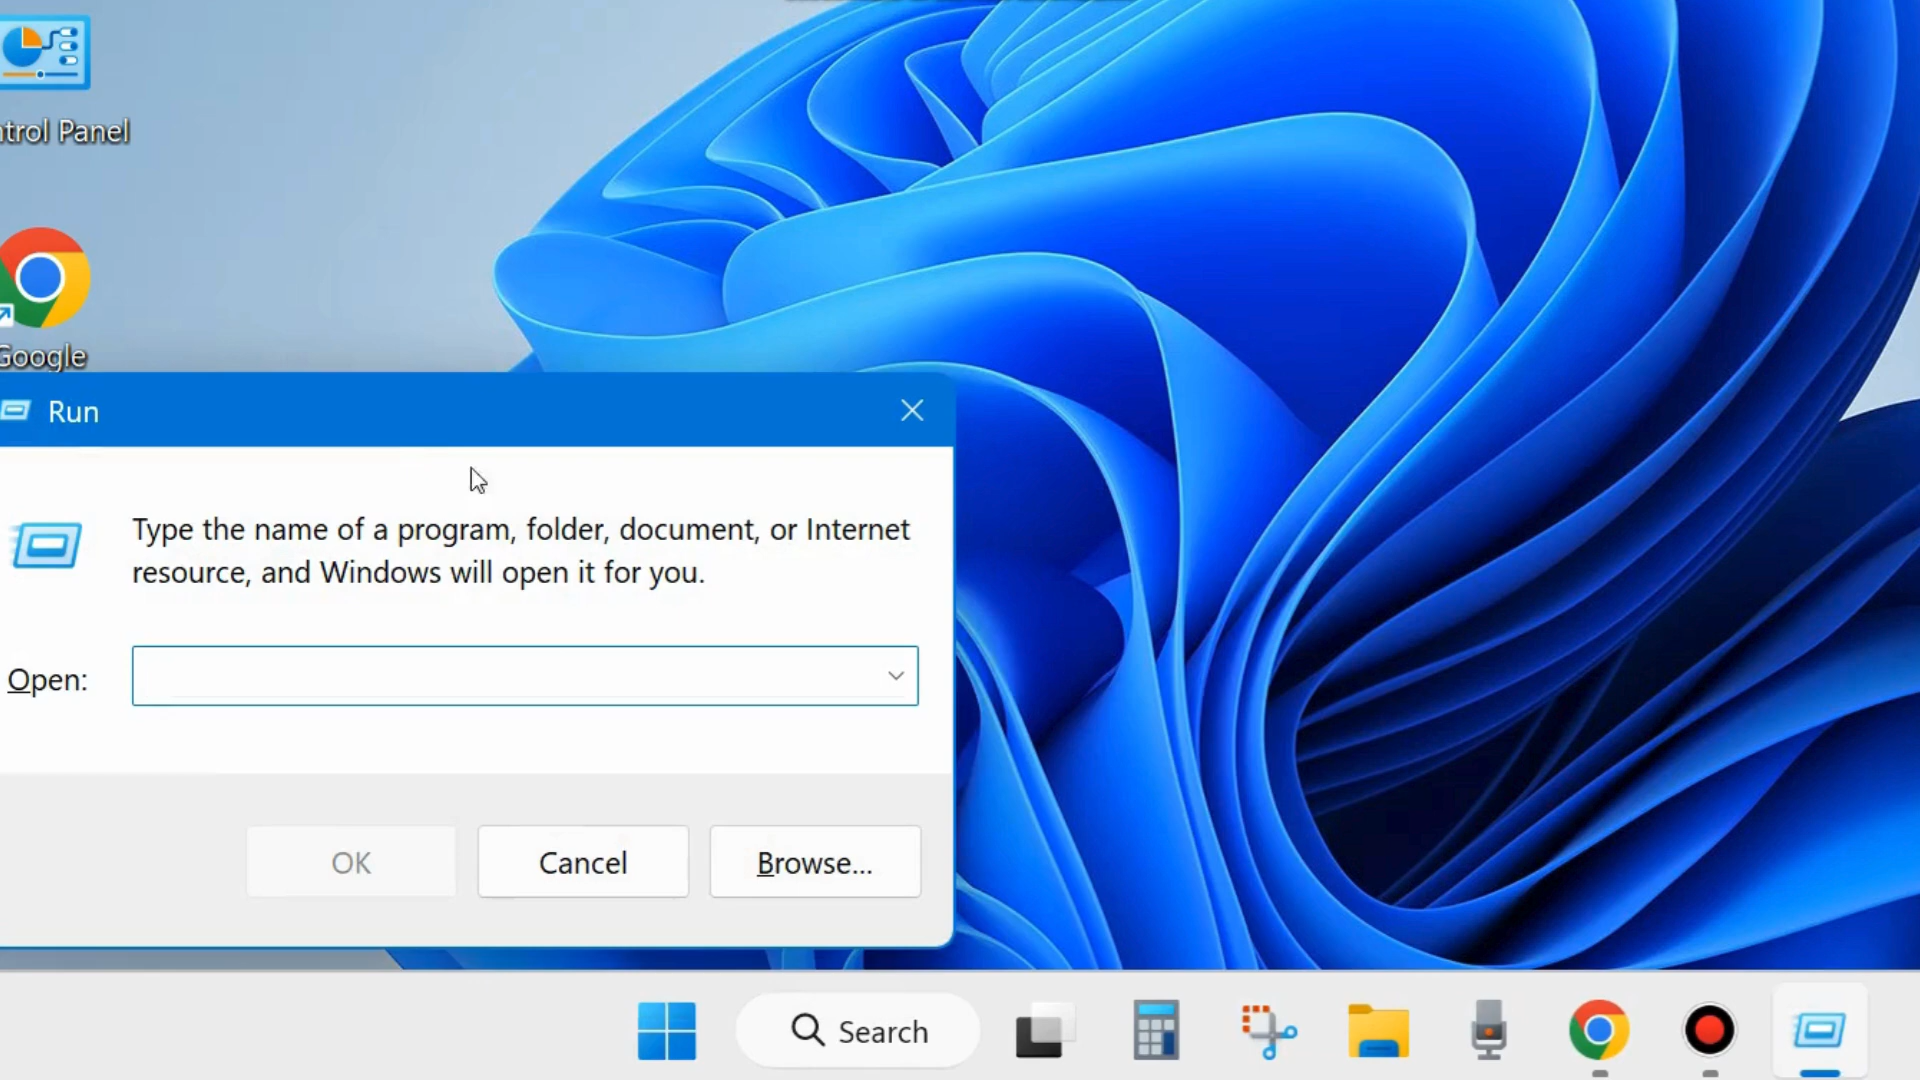 ntrol Panel
Google
Run
Type the name of a program, folder, document, or Internet
resource, and Windows will open it for you.
Open:
OK
Cancel
Browse...
Search